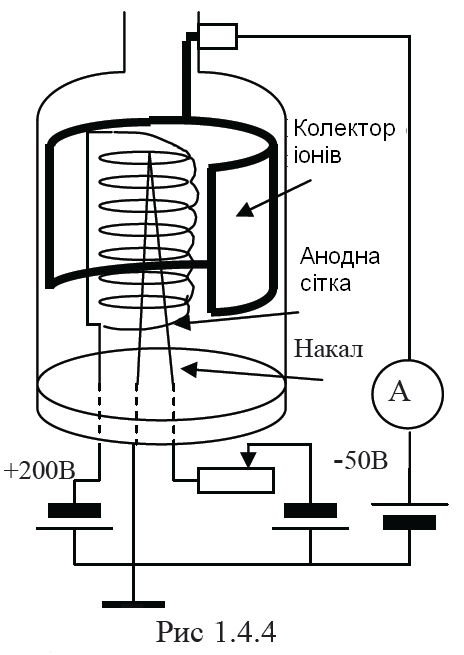 Колектор
іонів
Анодна
сітка
Накал
А
+200В
-50В
Рис 1.4.4